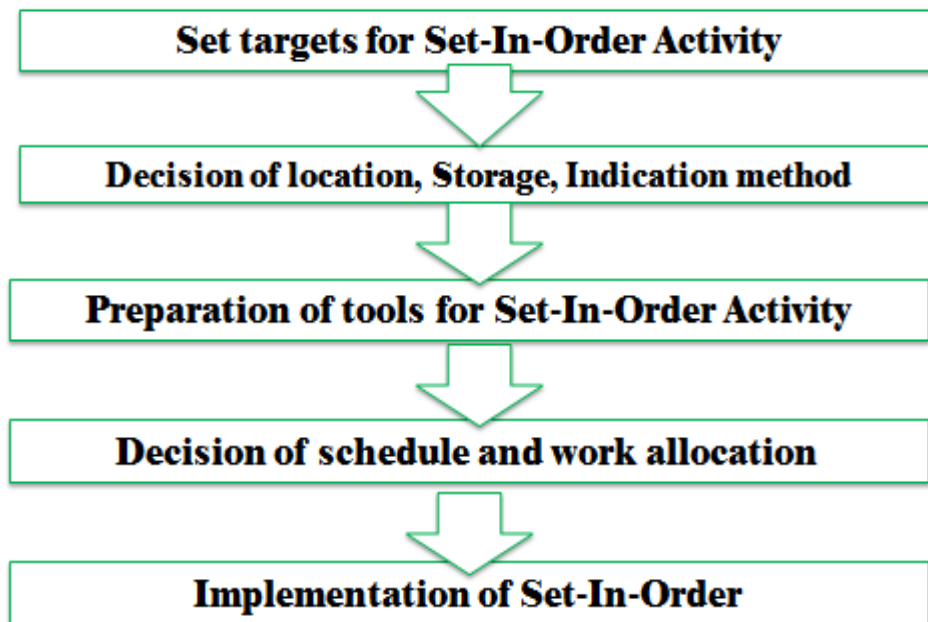 Set targets for Set-In-Order Activity
Decision of location, Storage, Indication method
Preparation of tools for Set-In-Order Activity
Decision of schedule and work allocation
Implementation of Set-In-Order